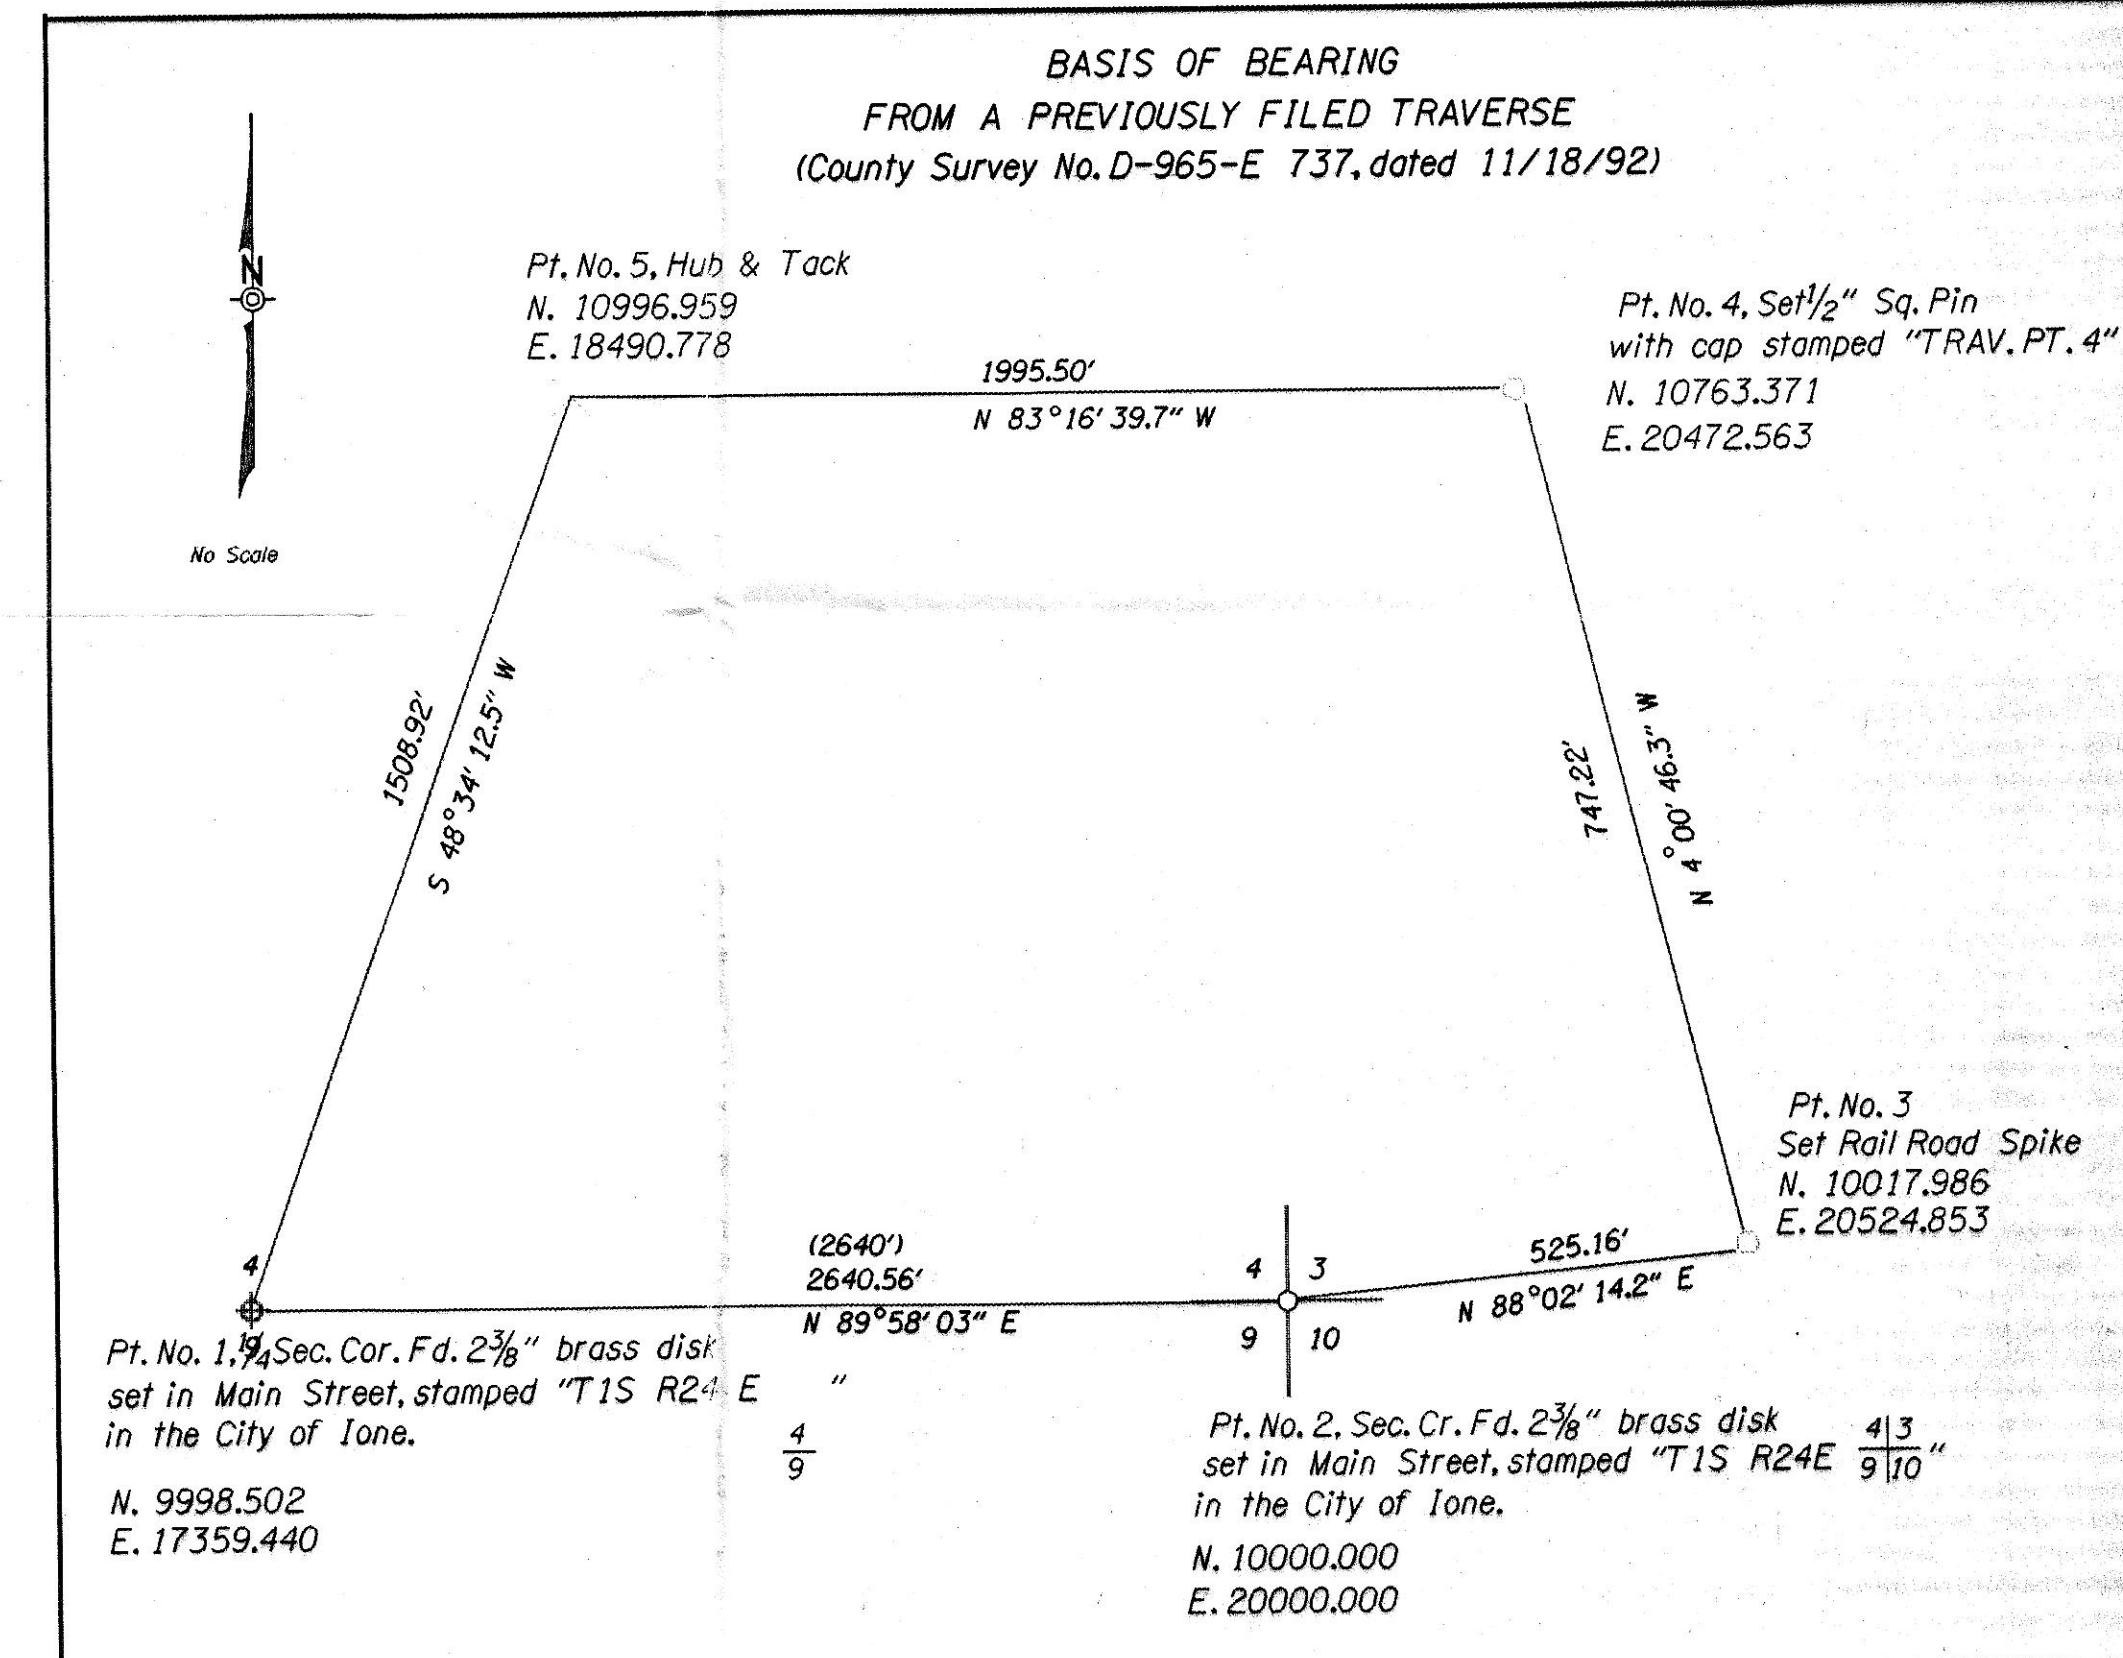 BASIS OF BEARING
FROM A PREVIOUSLY FILED TRAVERSE
(County Survey No. D-965-E 737, dated 11/18/92)
N
No Scale
Pt. No. 5, Hub & Tack
N. 10996.959
E. 18490.778
Pt. No. 4, Set 1/2" Sq. Pin
with cap stamped "TRAV. PT. 4"
N. 10763.371
E. 20472.563
1995.50'
N 83°16' 39.7" W
1508.92'
S 48°34' 12.5" W
747.22'
N 4°00' 46.3" W
Pt. No. 3
Set Rail Road Spike
N. 10017.986
E. 20524.853
(2640')
2640.56'
N 89°58' 03" E
525.16'
N 88°02' 14.2" E
4
4 3
9 10
Pt. No. 1, 1/4 Sec. Cor. Fd. 2 3/8" brass disk
set in Main Street, stamped "T1S R24 E "
in the City of Ione.
4
9
N. 9998.502
E. 17359.440
Pt. No. 2, Sec. Cr. Fd. 2 3/8" brass disk
set in Main Street, stamped "T1S R24E 4|3 9|10"
in the City of Ione.
N. 10000.000
E. 20000.000